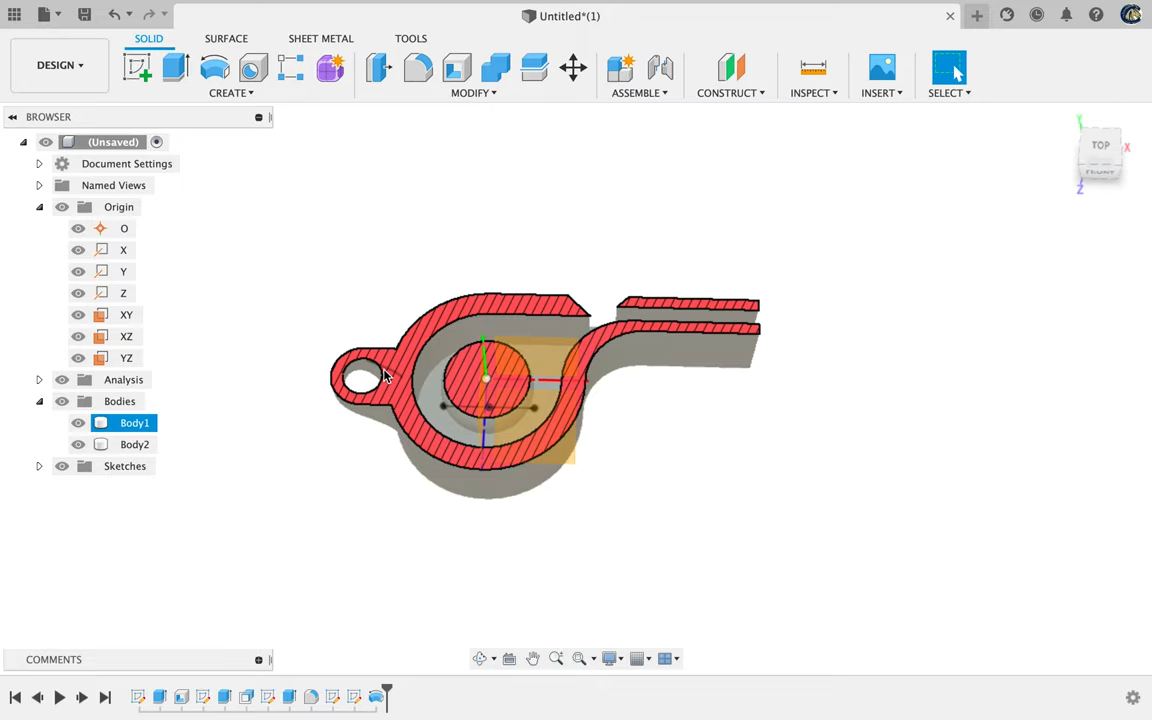 Untitled*(1)
SOLID SURFACE SHEET METAL TOOLS
DESIGN
CREATE MODIFY ASSEMBLE CONSTRUCT INSPECT INSERT SELECT
BROWSER
(Unsaved)
Document Settings
Named Views
Origin
O
X
Y
Z
XY
XZ
YZ
Analysis
Bodies
Body1
Body2
Sketches
Y
TOP X
FRONT
Z
COMMENTS